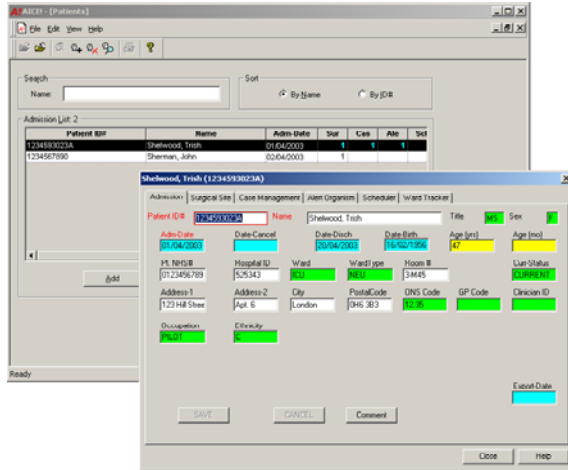 AICE - [Patients]
File Edit View Help
Search
Name:
Sort
By Name By ID#
Admission List: 2
Patient ID# Name Adm-Date Sur Cas Ale Scl
1234593023A Shelwood, Trish 01/04/2003 1 1 1
1234567890 Sherman, John 02/04/2003 1
Add
Ready
Shelwood, Trish (1234593023A)
Admission Surgical Site Case Management Alert Organism Scheduler Ward Tracker
Patient ID# 1234593023A Name Shelwood, Trish Title MS Sex F
Adm-Date Date-Cancel Date-Disch Date-Birth Age (yrs) Age (mo)
01/04/2003 20/04/2003 16/02/1956 47
Pt. NHS# Hospital ID Ward WardType Room # Curr-Status
0123456789 525343 ICU NEU 3-M45 CURRENT
Address-1 Address-2 City PostalCode ONS Code GP Code Clinician ID
123 Hill Stree Apt. 6 London 0H6 3B3 12.35
Occupation Ethnicity
PILOT C
Export-Date
SAVE CANCEL Comment
Close Help